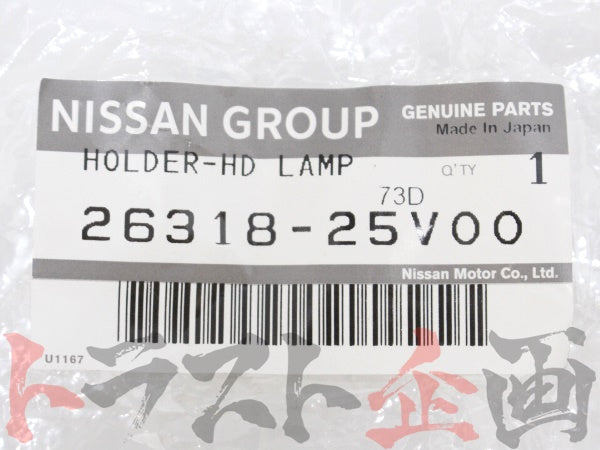 NISSAN GROUP
GENUINE PARTS
Made In Japan
HOLDER-HD LAMP
Q'TY 1
73D
26318-25V00
Nissan Motor Co., Ltd.
U1167
トラスト企画